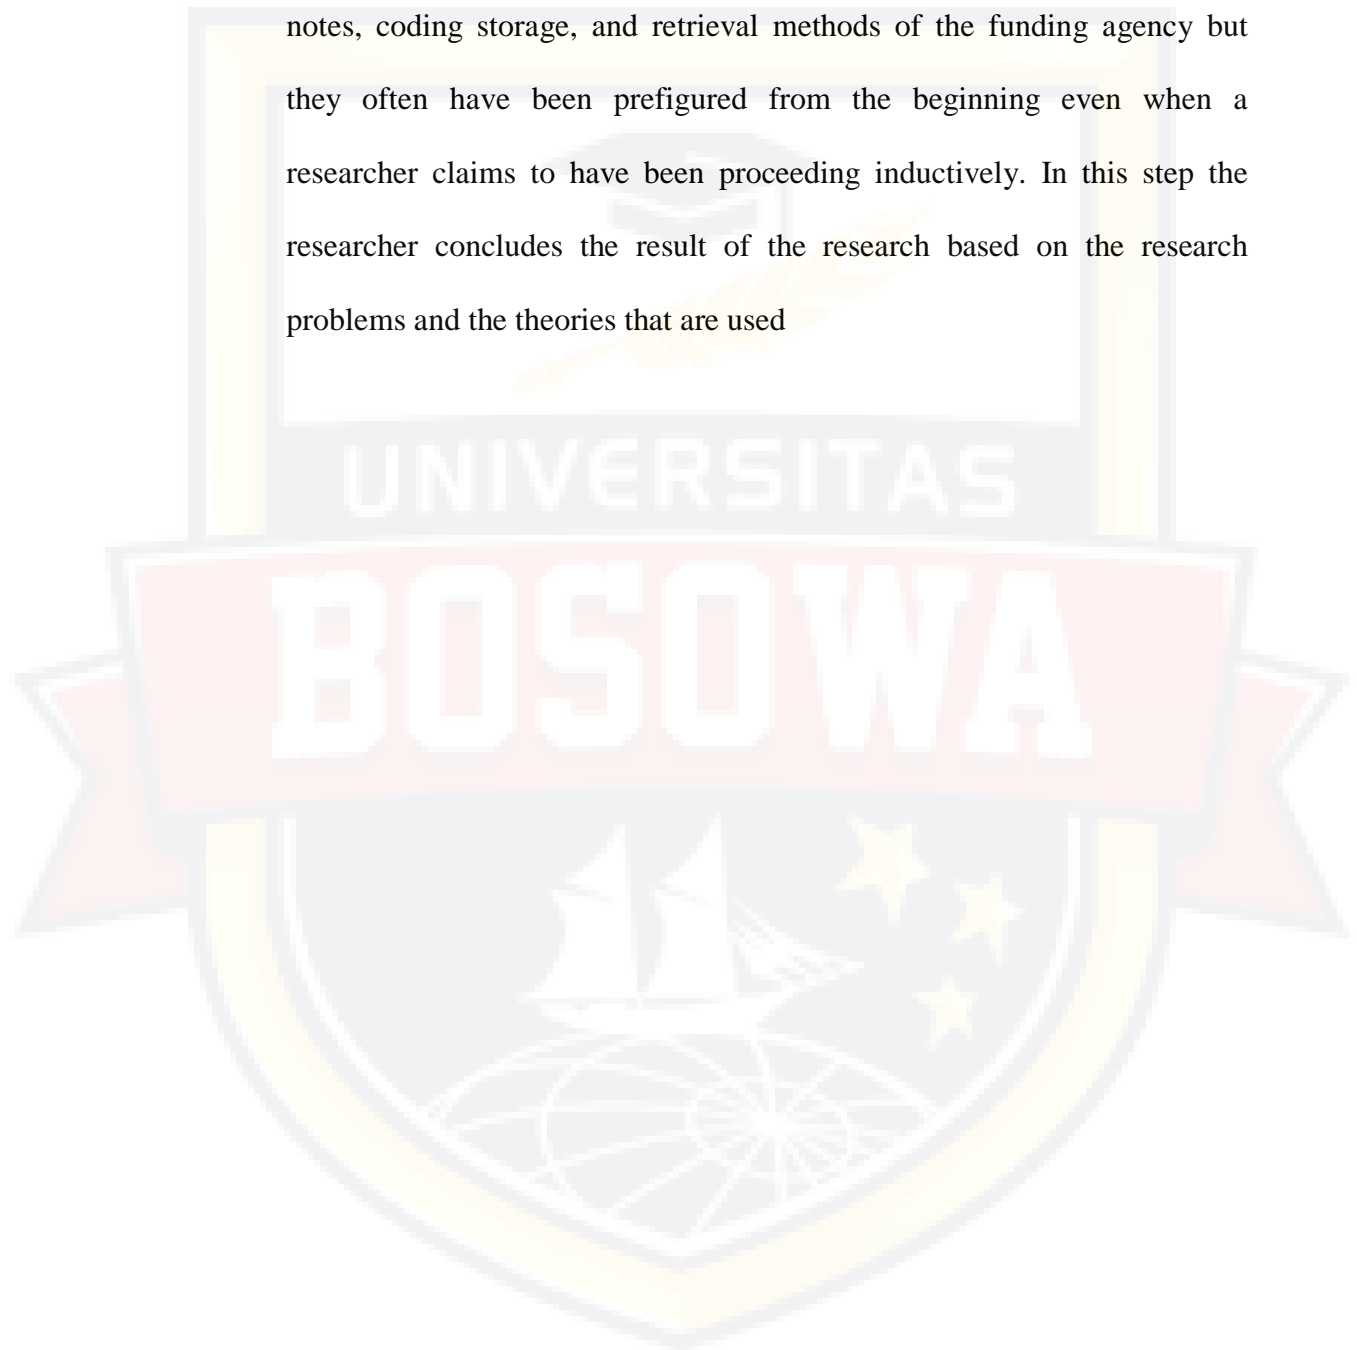 notes, coding storage, and retrieval methods of the funding agency but
they often have been prefigured from the beginning even when a
researcher claims to have been proceeding inductively. In this step the
researcher concludes the result of the research based on the research
problems and the theories that are used
UNIVERSITAS
BOSOWA